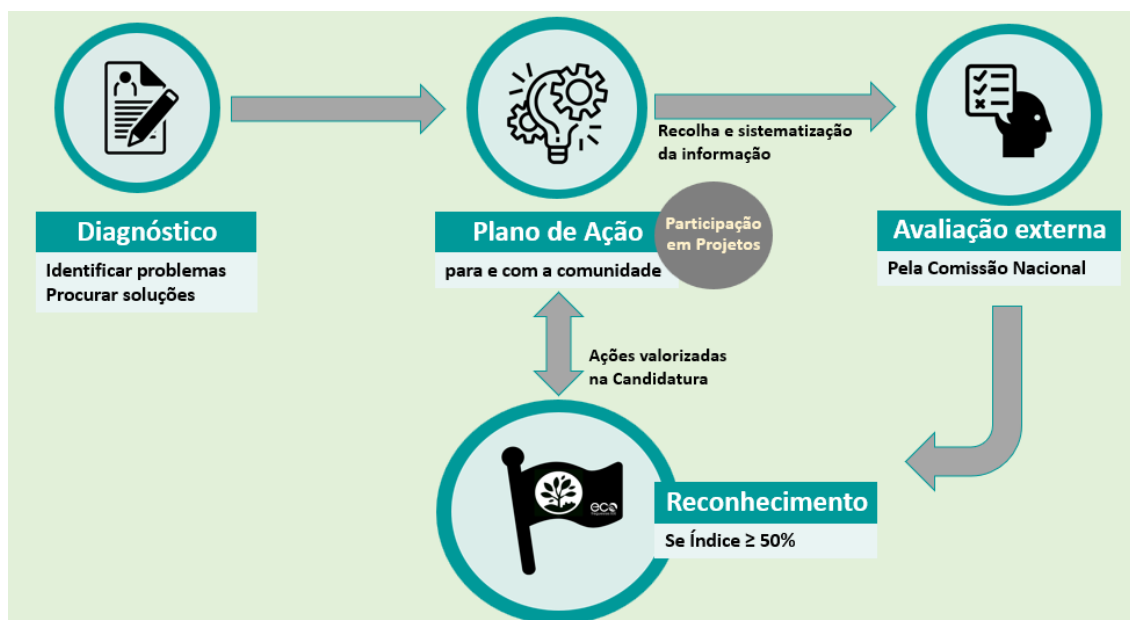 Diagnóstico
Identificar problemas
Procurar soluções
Recolha e sistematização
da informação
Plano de Ação
para e com a comunidade
Participação
em Projetos
Avaliação externa
Pela Comissão Nacional
Ações valorizadas
na Candidatura
eco
Reconhecimento
Se Índice ≥ 50%